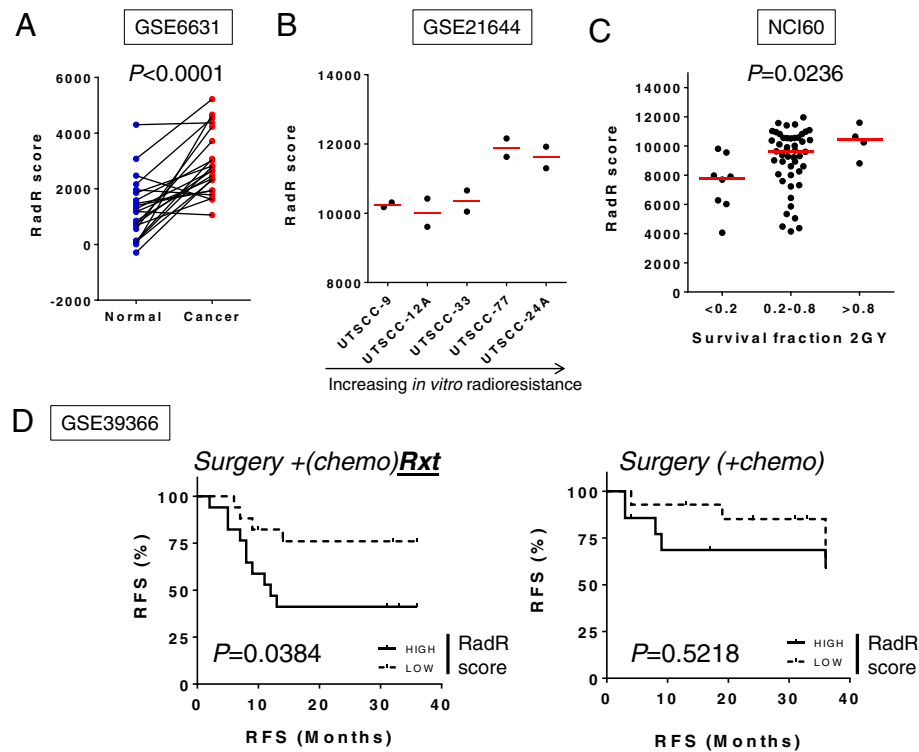 A
GSE6631
P<0.0001
RadR score
6000
4000
2000
0
-2000
Normal Cancer
B
GSE21644
RadR score
14000
12000
10000
8000
UTSCC-9
UTSCC-12A
UTSCC-33
UTSCC-77
UTSCC-24A
Increasing in vitro radioresistance
C
NCI60
P=0.0236
RadR score
14000
12000
10000
8000
6000
4000
2000
0
<0.2 0.2-0.8 >0.8
Survival fraction 2GY
D
GSE39366
Surgery +(chemo)Rxt
RFS (%)
100
75
50
25
0
P=0.0384
HIGH
LOW
RadR
score
0 10 20 30 40
RFS (Months)
Surgery (+chemo)
RFS (%)
100
75
50
25
0
P=0.5218
HIGH
LOW
RadR
score
0 10 20 30 40
RFS (Months)